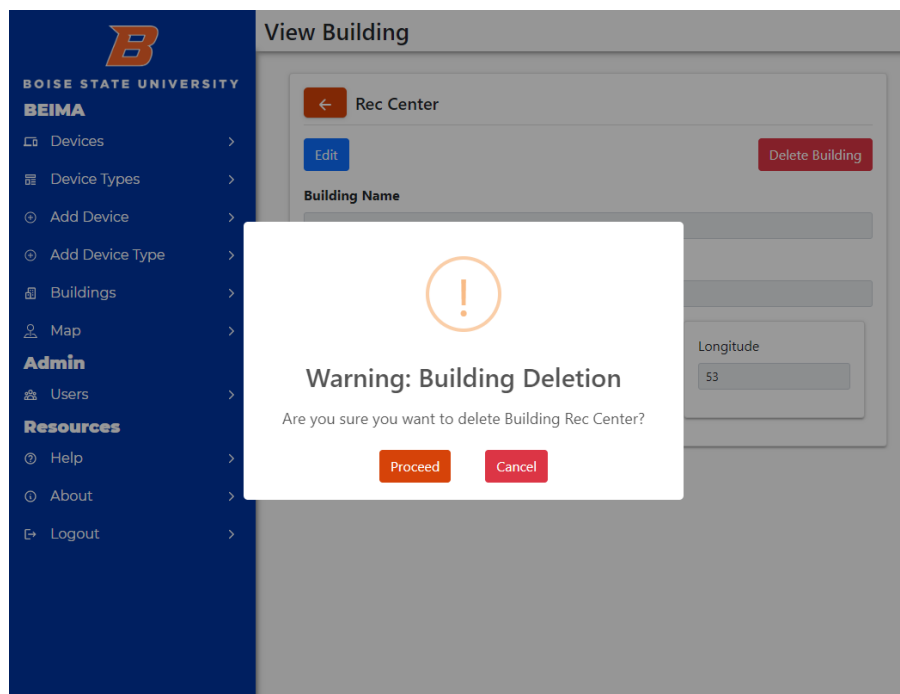 B
BOISE STATE UNIVERSITY
BEIMA
Devices
Device Types
Add Device
Add Device Type
Buildings
Map
Admin
Users
Resources
Help
About
Logout
View Building
Rec Center
Edit
Delete Building
Building Name
Longitude
53
!
Warning: Building Deletion
Are you sure you want to delete Building Rec Center?
Proceed
Cancel